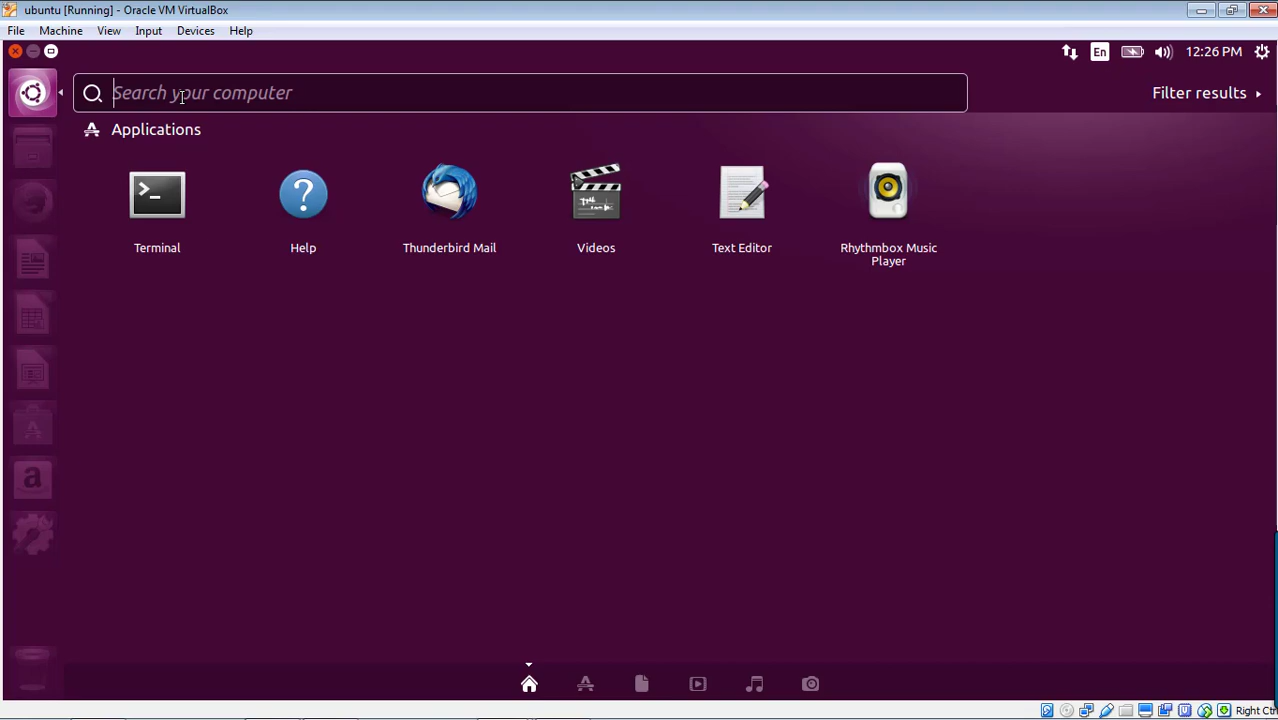 ubuntu [Running] - Oracle VM VirtualBox
File Machine View Input Devices Help
En 12:26 PM
Search your computer
Filter results
Applications
Terminal Help Thunderbird Mail Videos Text Editor Rhythmbox Music
Player
Right Ctrl